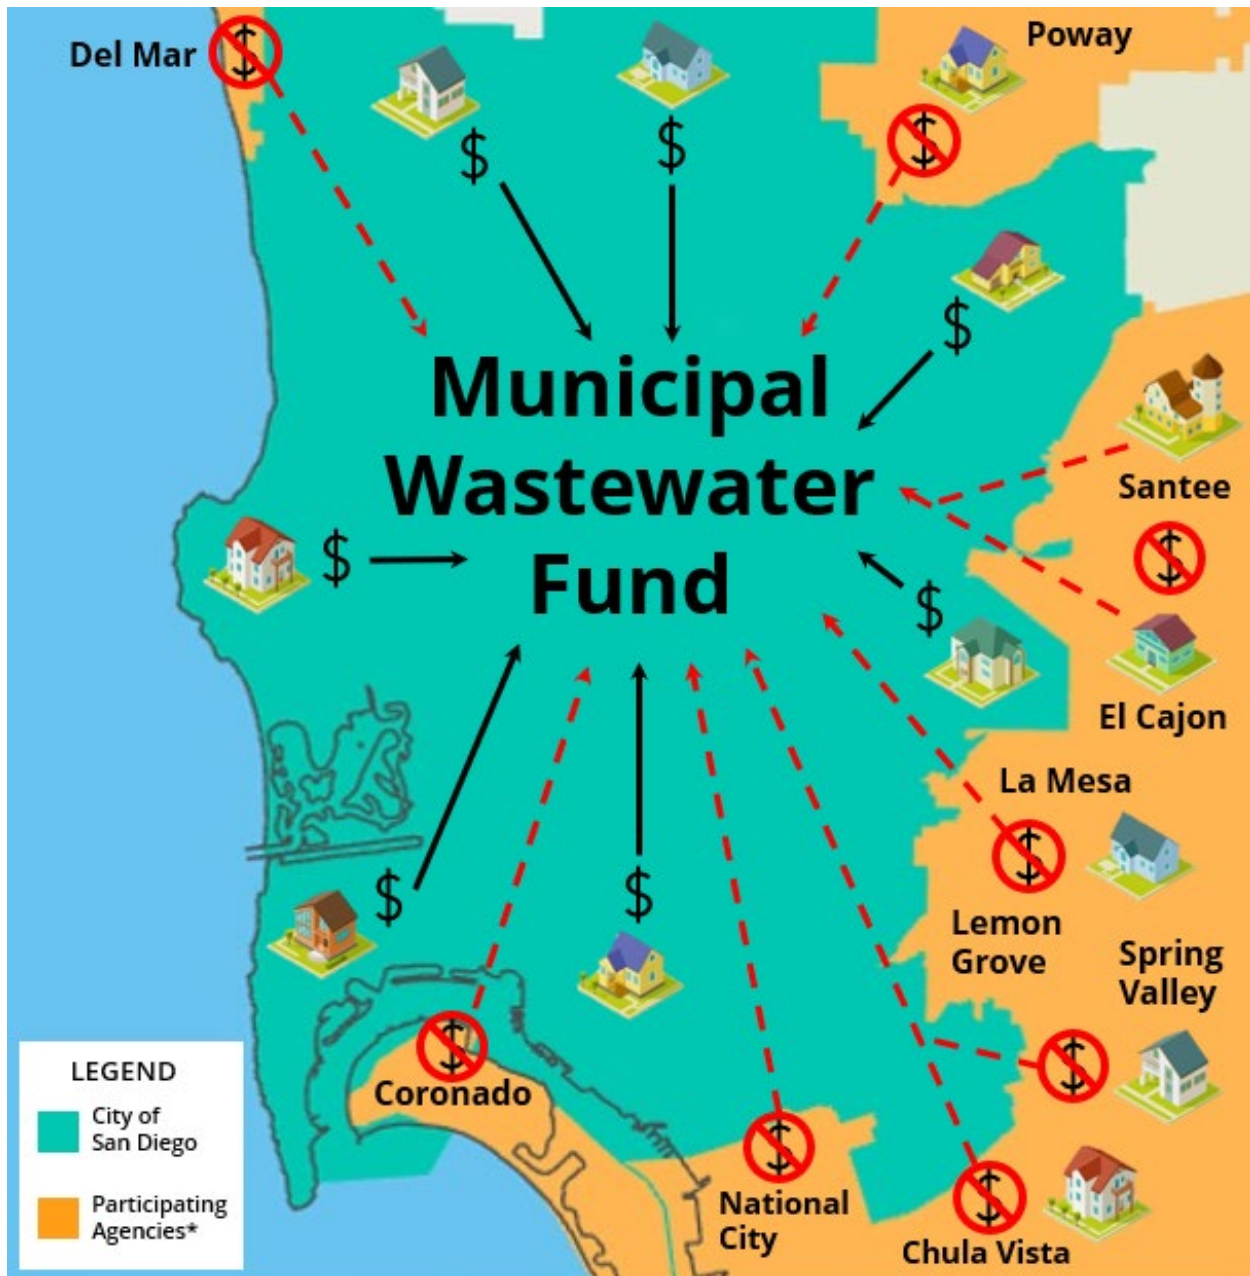 Del Mar
Poway
$
$
$
$
$
$
Municipal
Wastewater
Fund
Santee
$
$
$
El Cajon
La Mesa
$
Lemon
Grove
Spring
Valley
$
$
$
Coronado
$
National
City
$
$
Chula Vista
LEGEND
City of
San Diego
Participating
Agencies*